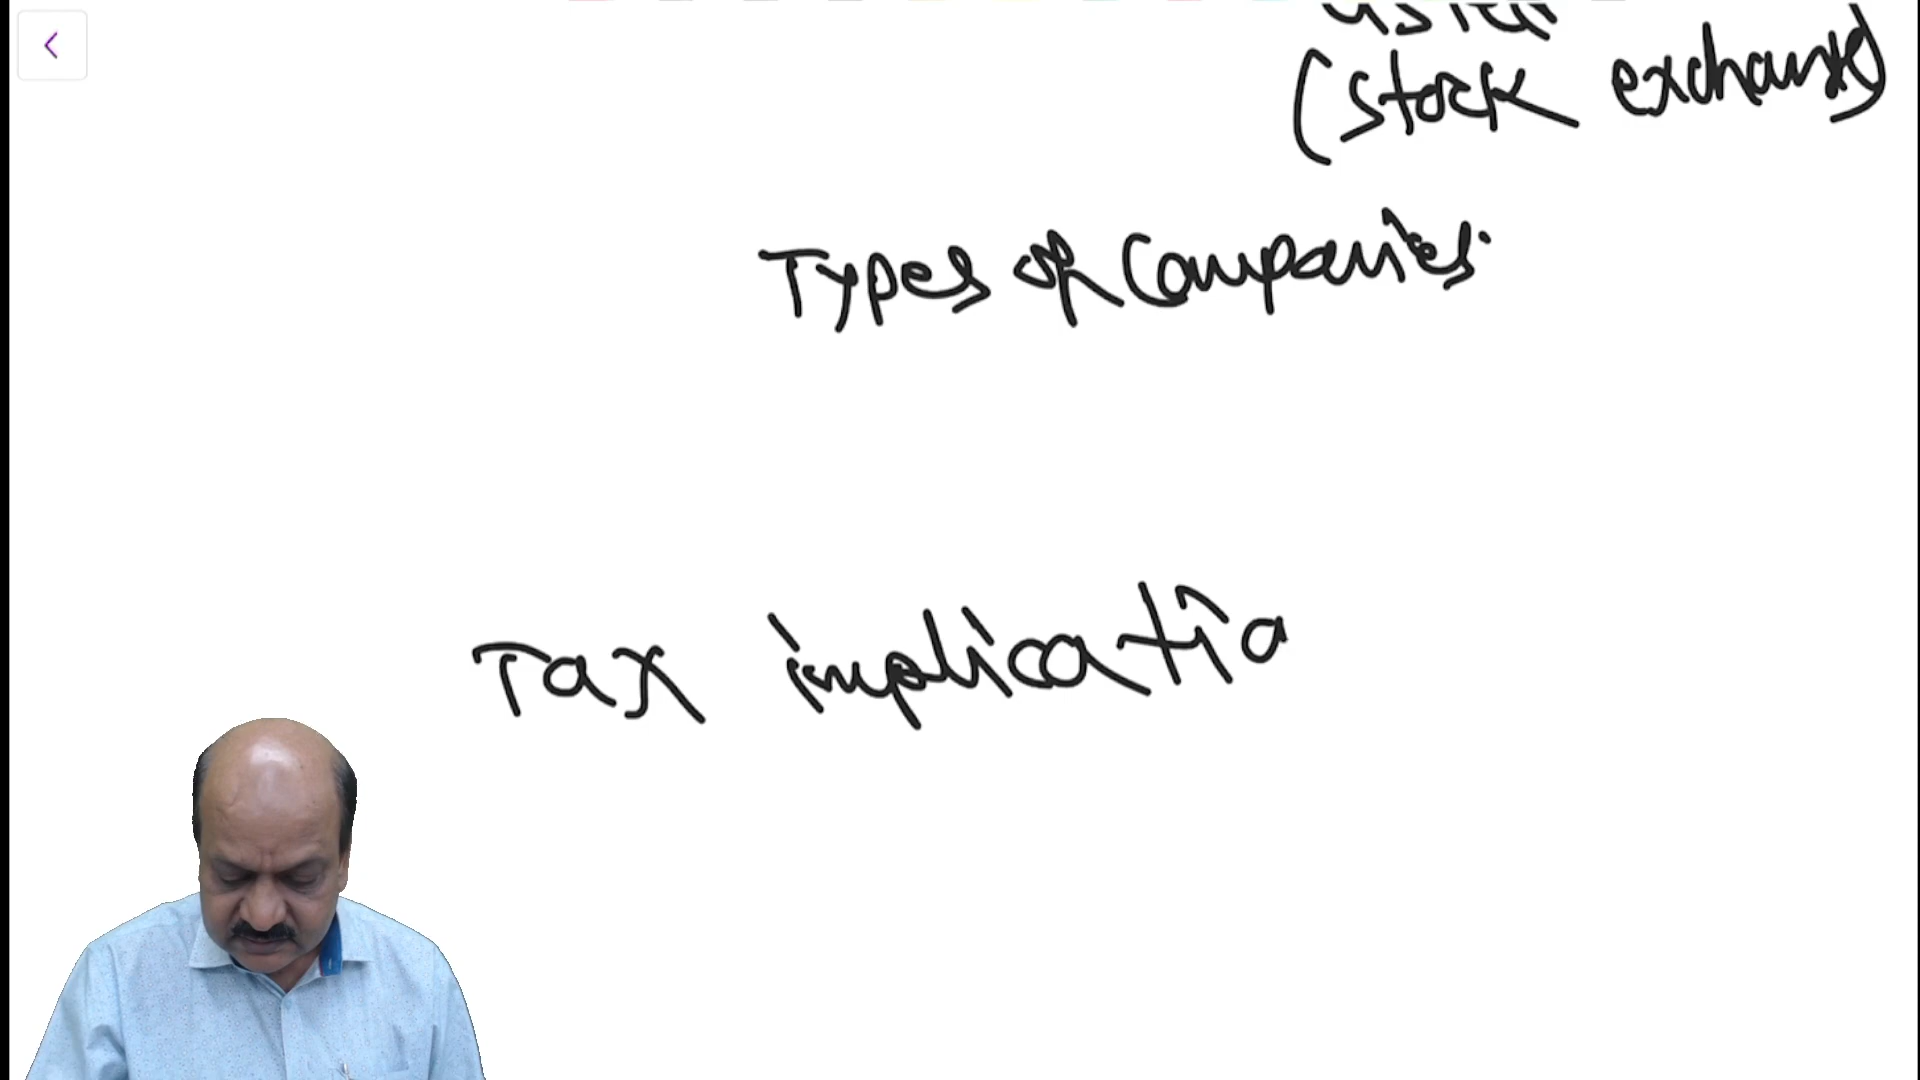 (stock exchange)
Types of Companies.
Tax implicatio